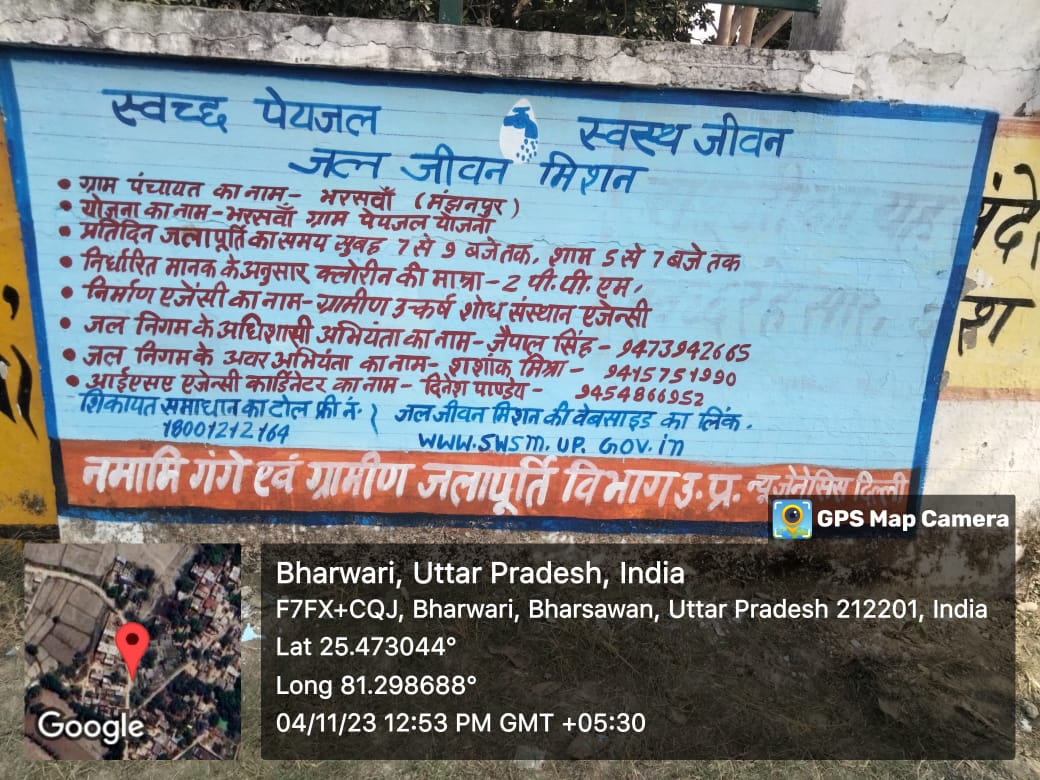 स्वच्छ पेयजल स्वस्थ जीवन
जल जीवन मिशन
• ग्राम पंचायत का नाम- भरसवाँ (मंझनपुर)
• योजना का नाम-भरसवाँ ग्राम पेयजल योजना
• प्रतिदिन जलापूर्ति का समय सुबह 7 से 9 बजे तक, शाम 5 से 7 बजे तक
• निर्धारित मानक के अनुसार क्लोरीन की मात्रा-2 पी.पी.एम.
• निर्माण एजेंसी का नाम-ग्रामीण उत्कर्ष शोध संस्थान एजेन्सी
• जल निगम के अधिशासी अभियंता का नाम- जैपाल सिंह- 9473942665
• जल निगम के अवर अभियंता का नाम- शशांक मिश्रा- 9415751990
• आईएसए एजेन्सी कार्डिनेटर का नाम- दिनेश पाण्डेय- 9454866952
शिकायत समाधान का टोल फ्री नं. जल जीवन मिशन की वेबसाइड का लिंक.
18001212164 www.swsm.up.gov.in
नमामि गंगे एवं ग्रामीण जलापूर्ति विभाग उ.प्र. न्यूजेनेसिस दिल्ली
GPS Map Camera
Bharwari, Uttar Pradesh, India
F7FX+CQJ, Bharwari, Bharsawan, Uttar Pradesh 212201, India
Lat 25.473044°
Long 81.298688°
04/11/23 12:53 PM GMT +05:30
Google